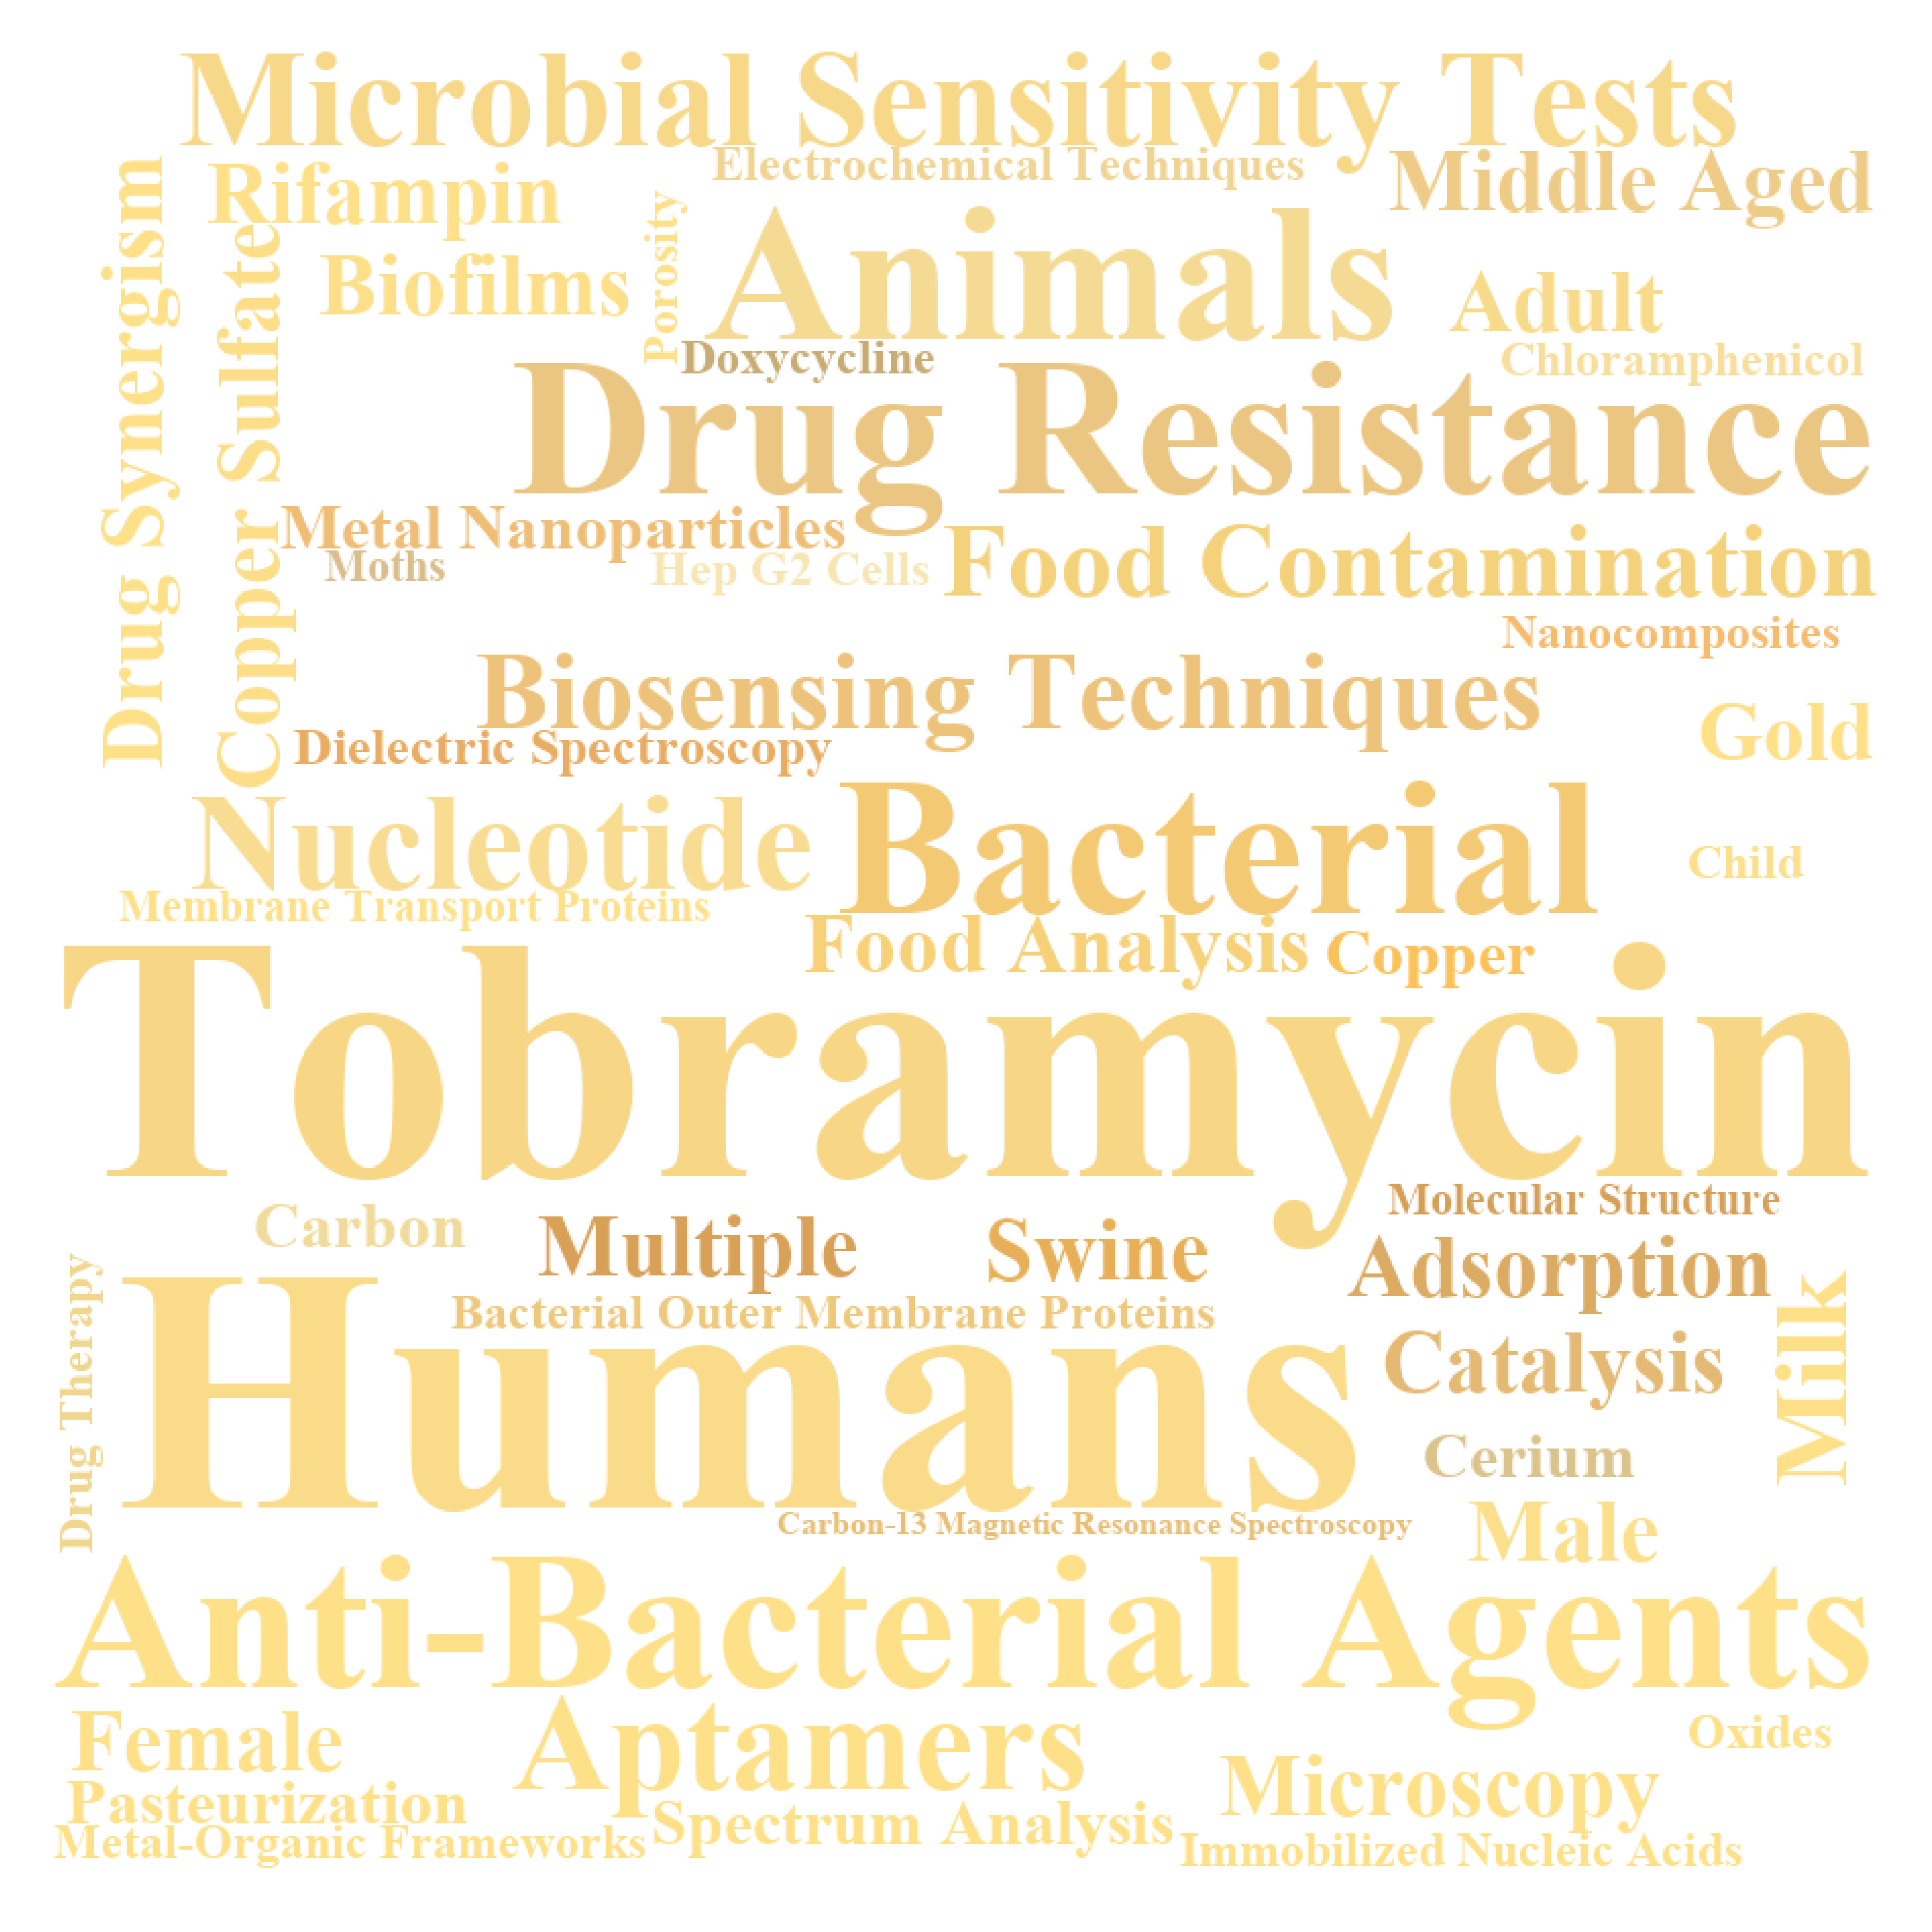 Microbial Sensitivity Tests
Electrochemical Techniques
Middle Aged
Rifampin
Drug Synergism
Copper Sulfate
Porosity
Animals
Biofilms
Adult
Doxycycline
Chloramphenicol
Drug Resistance
Metal Nanoparticles
Moths
Hep G2 Cells
Food Contamination
Nanocomposites
Biosensing Techniques
Gold
Dielectric Spectroscopy
Nucleotide
Bacterial
Child
Membrane Transport Proteins
Food Analysis
Copper
Tobramycin
Molecular Structure
Carbon
Multiple
Swine
Adsorption
Drug Therapy
Bacterial Outer Membrane Proteins
Milk
Humans
Catalysis
Cerium
Carbon-13 Magnetic Resonance Spectroscopy
Male
Anti-Bacterial Agents
Female
Aptamers
Oxides
Microscopy
Pasteurization
Spectrum Analysis
Metal-Organic Frameworks
Immobilized Nucleic Acids